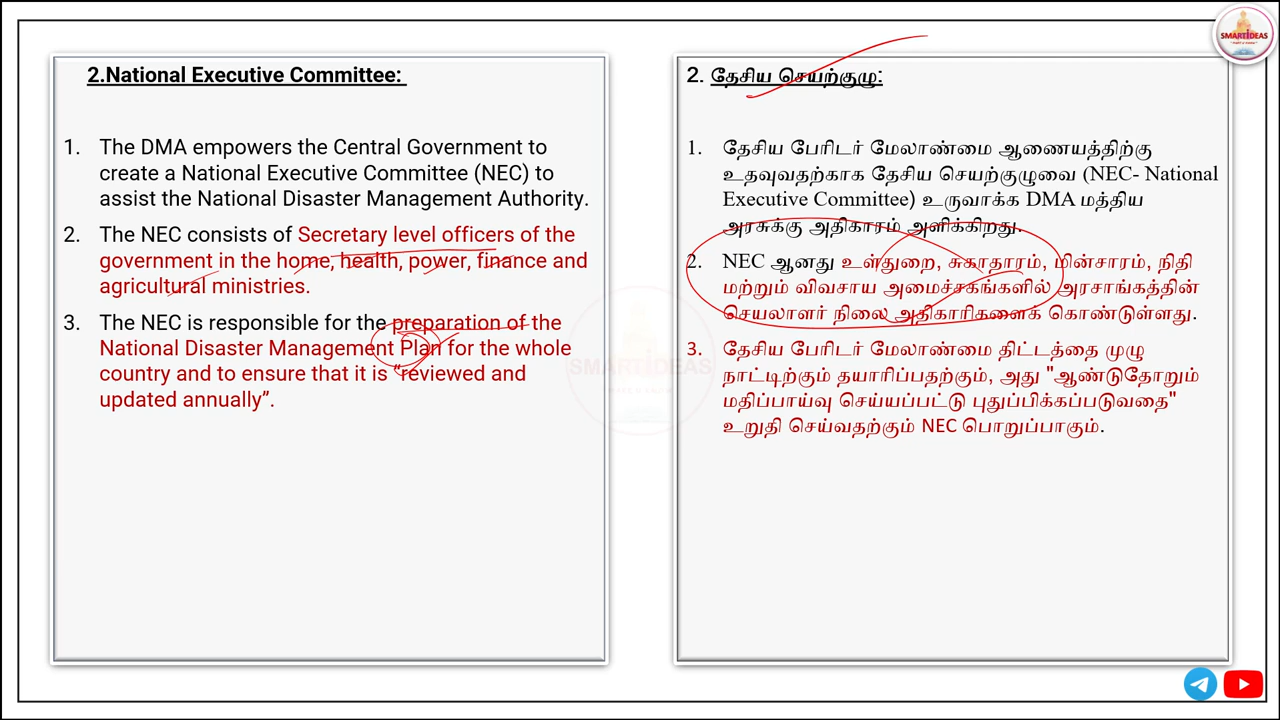 SMARTIDEAS
2.National Executive Committee:
1. The DMA empowers the Central Government to
create a National Executive Committee (NEC) to
assist the National Disaster Management Authority.
2. The NEC consists of Secretary level officers of the
government in the home, health, power, finance and
agricultural ministries.
3. The NEC is responsible for the preparation of the
National Disaster Management Plan for the whole
country and to ensure that it is “reviewed and
updated annually”.
2. தேசிய செயற்குழு:
1. தேசிய பேரிடர் மேலாண்மை ஆணையத்திற்கு
உதவுவதற்காக தேசிய செயற்குழுவை (NEC- National
Executive Committee) உருவாக்க DMA மத்திய
அரசுக்கு அதிகாரம் அளிக்கிறது.
2. NEC ஆனது உள்துறை, சுகாதாரம், மின்சாரம், நிதி
மற்றும் விவசாய அமைச்சகங்களில் அரசாங்கத்தின்
செயலாளர் நிலை அதிகாரிகளைக் கொண்டுள்ளது.
3. தேசிய பேரிடர் மேலாண்மை திட்டத்தை முழு
நாட்டிற்கும் தயாரிப்பதற்கும், அது "ஆண்டுதோறும்
மதிப்பாய்வு செய்யப்பட்டு புதுப்பிக்கப்படுவதை"
உறுதி செய்வதற்கும் NEC பொறுப்பாகும்.
SMARTIDEAS